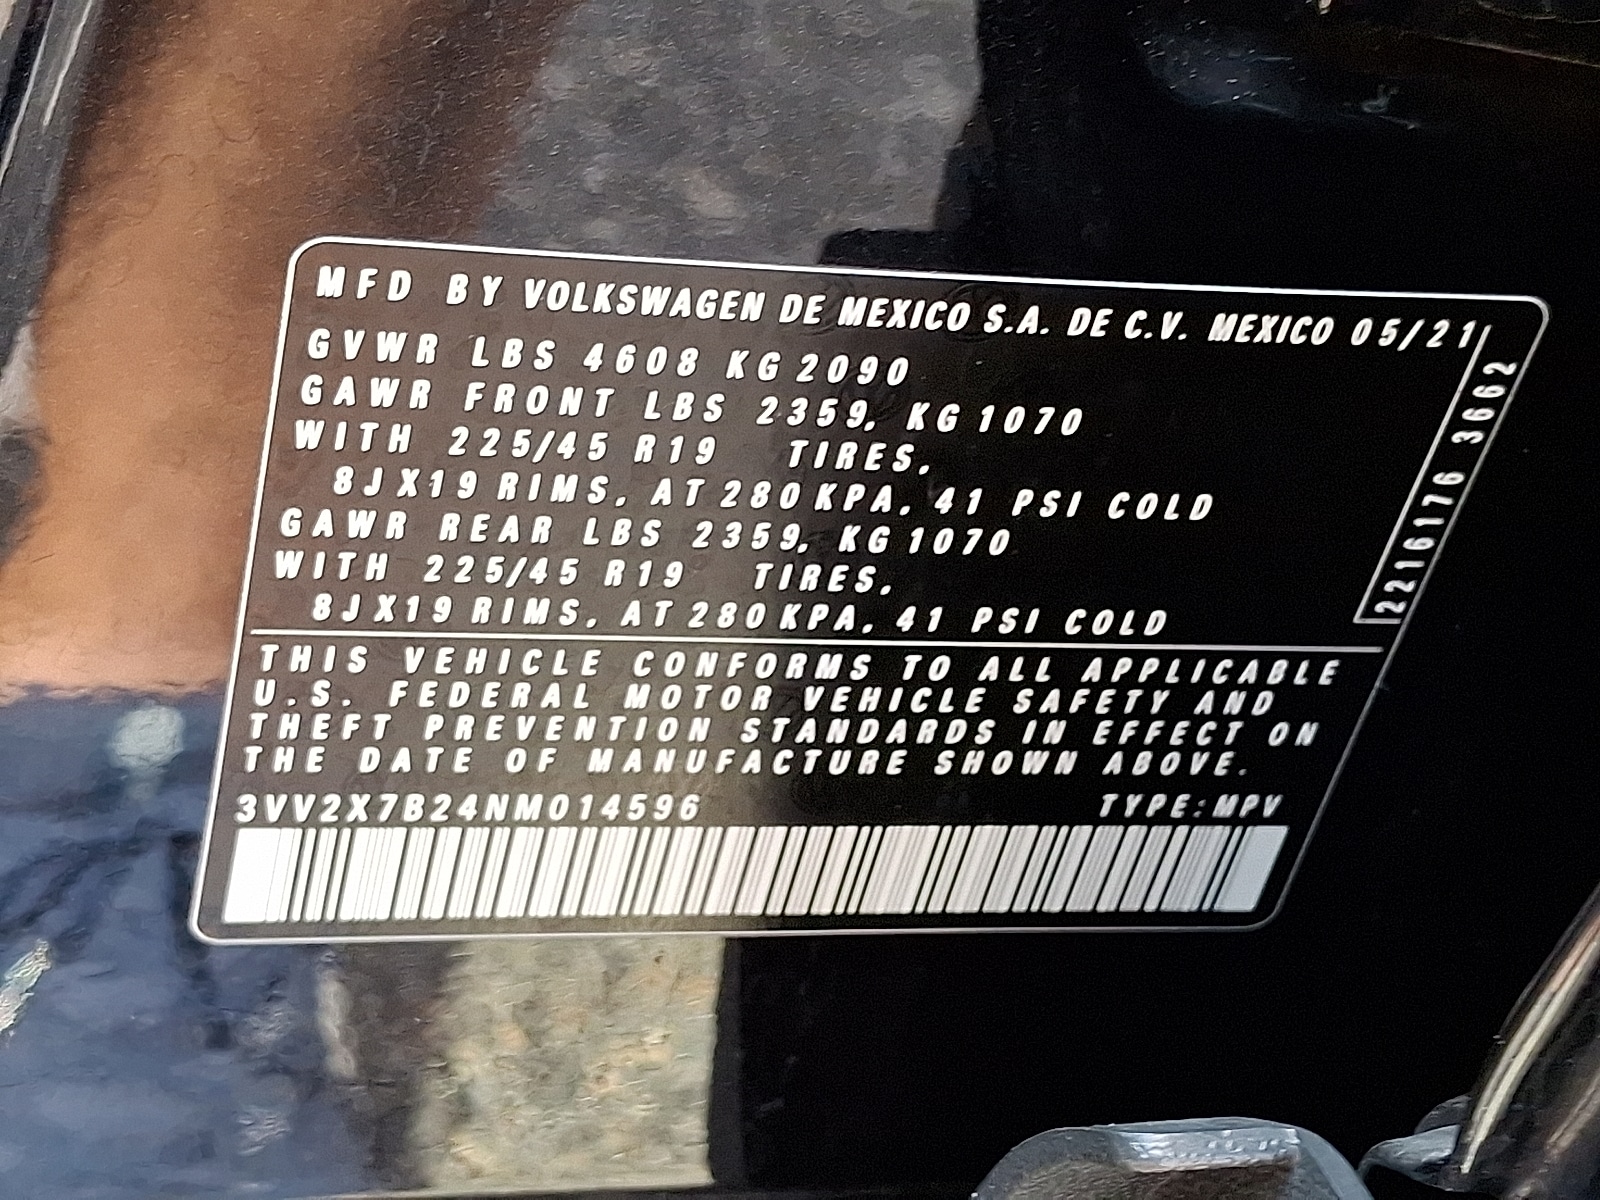 MFD BY VOLKSWAGEN DE MEXICO S.A. DE C.V. MEXICO 05/21
GVWR LBS 4608 KG 2090
GAWR FRONT LBS 2359, KG 1070
WITH 225/45 R19 TIRES,
8JX19 RIMS, AT 280 KPA, 41 PSI COLD
GAWR REAR LBS 2359, KG 1070
WITH 225/45 R19 TIRES,
8JX19 RIMS, AT 280 KPA, 41 PSI COLD
2216176 3662
THIS VEHICLE CONFORMS TO ALL APPLICABLE
U.S. FEDERAL MOTOR VEHICLE SAFETY AND
THEFT PREVENTION STANDARDS IN EFFECT ON
THE DATE OF MANUFACTURE SHOWN ABOVE.
3VV2X7B24NM014596 TYPE:MPV